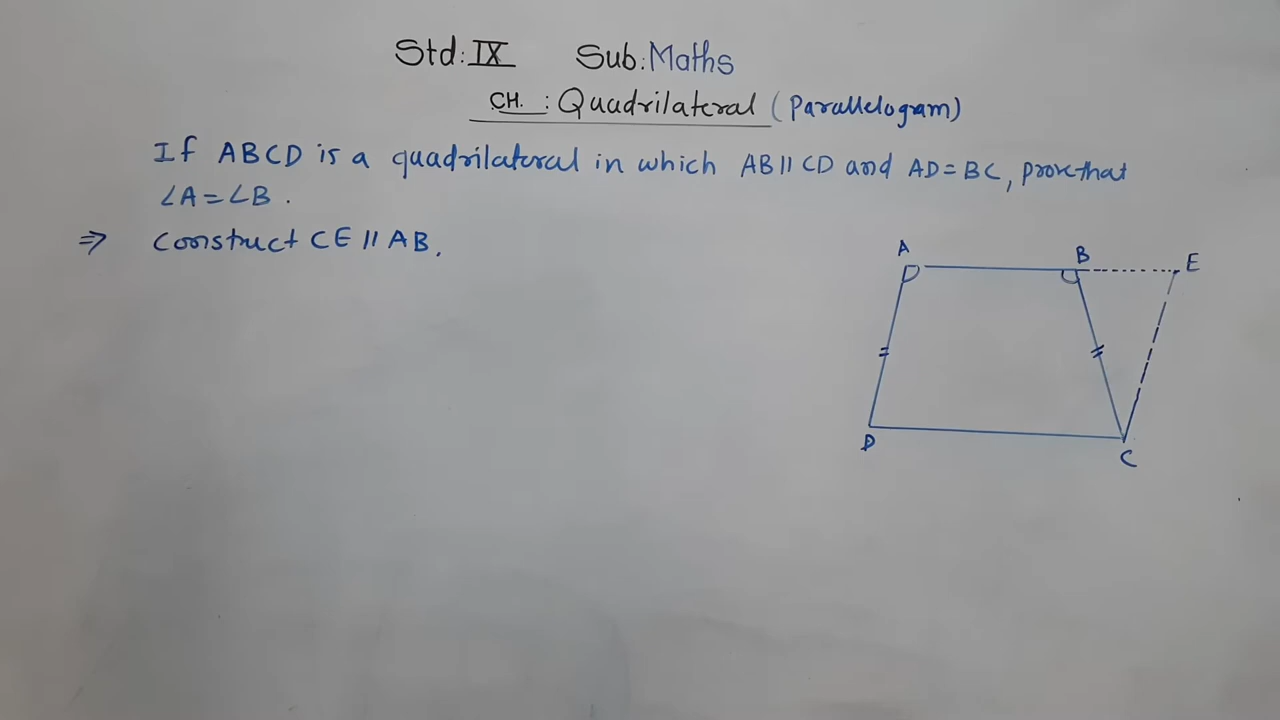 Std: IX Sub: Maths
CH. : Quadrilateral (Parallelogram)
If ABCD is a quadrilateral in which AB || CD and AD = BC, prove that
∠A = ∠B .
⇒ Construct CE || AB.
A B E
D C